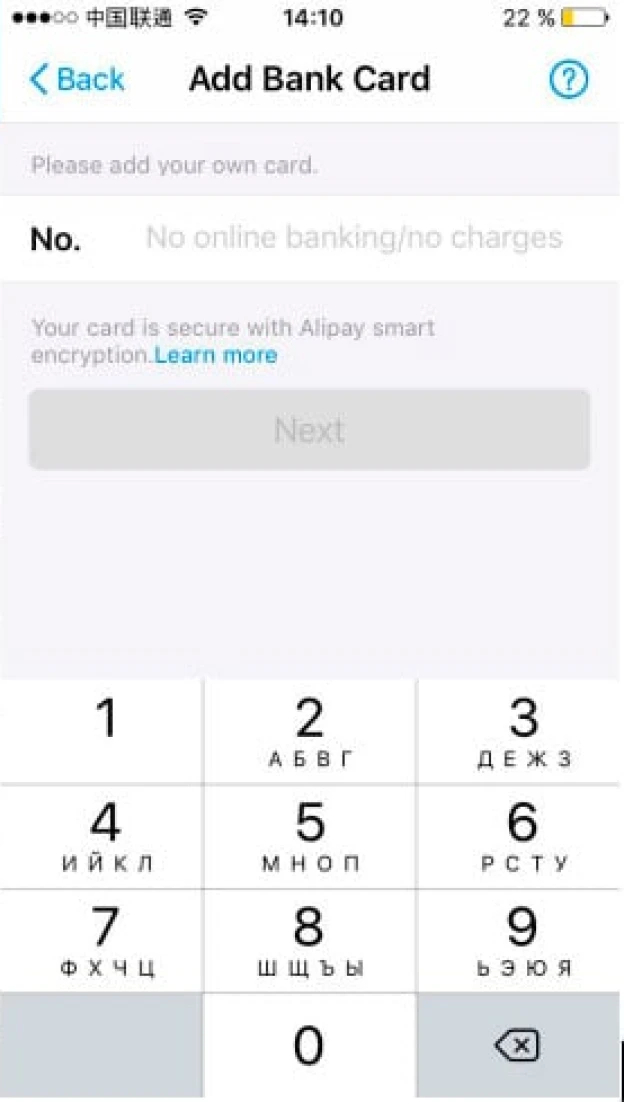 中国联通 14:10 22 %
Back Add Bank Card ?
Please add your own card.
No. No online banking/no charges
Your card is secure with Alipay smart
encryption.Learn more
Next
1 2 3
А Б В Г Д Е Ж З
4 5 6
И Й К Л М Н О П Р С Т У
7 8 9
Ф Х Ч Ц Ш Щ Ъ Ы Ь Э Ю Я
0